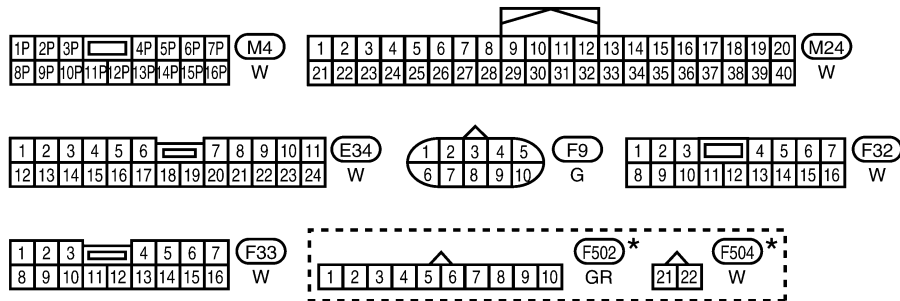 1P 2P 3P 4P 5P 6P 7P M4
8P 9P 10P 11P 12P 13P 14P 15P 16P W
1 2 3 4 5 6 7 8 9 10 11 12 13 14 15 16 17 18 19 20 M24
21 22 23 24 25 26 27 28 29 30 31 32 33 34 35 36 37 38 39 40 W
1 2 3 4 5 6 7 8 9 10 11 E34
12 13 14 15 16 17 18 19 20 21 22 23 24 W
1 2 3 4 5 F9
6 7 8 9 10 G
1 2 3 4 5 6 7 F32
8 9 10 11 12 13 14 15 16 W
1 2 3 4 5 6 7 F33
8 9 10 11 12 13 14 15 16 W
F502 *
1 2 3 4 5 6 7 8 9 10 GR
F504 *
21 22 W